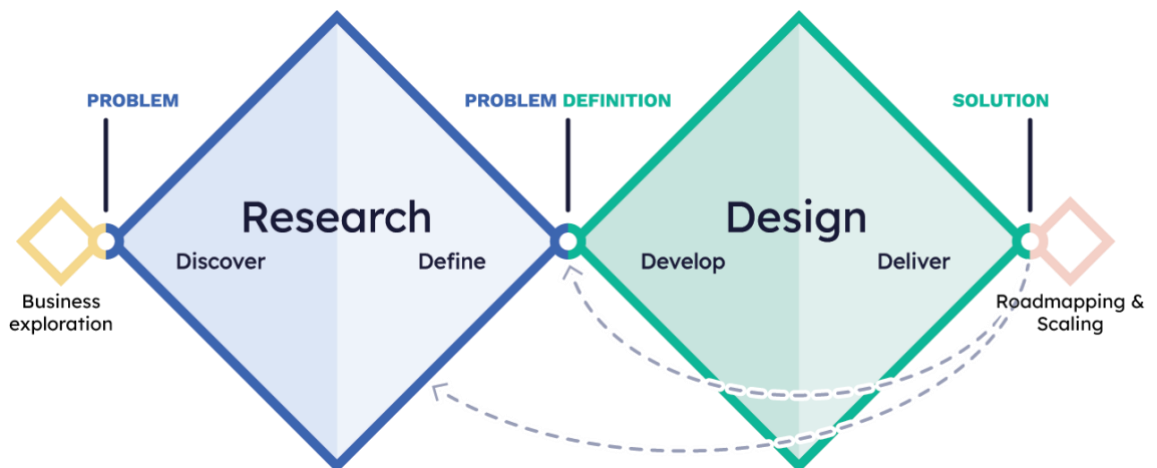 PROBLEM
PROBLEM DEFINITION
SOLUTION
Research
Discover
Define
Design
Develop
Deliver
Business
exploration
Roadmapping &
Scaling